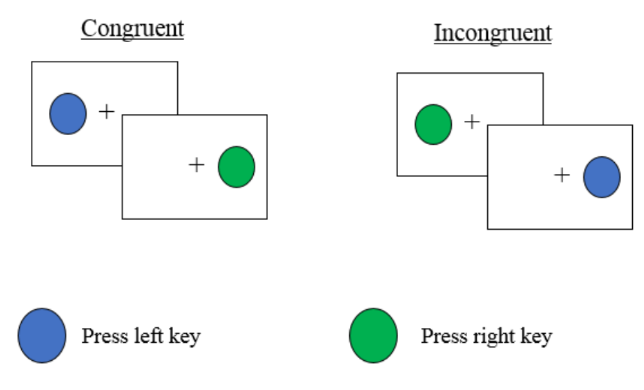 Congruent
Incongruent
+
+
+
+
Press left key
Press right key